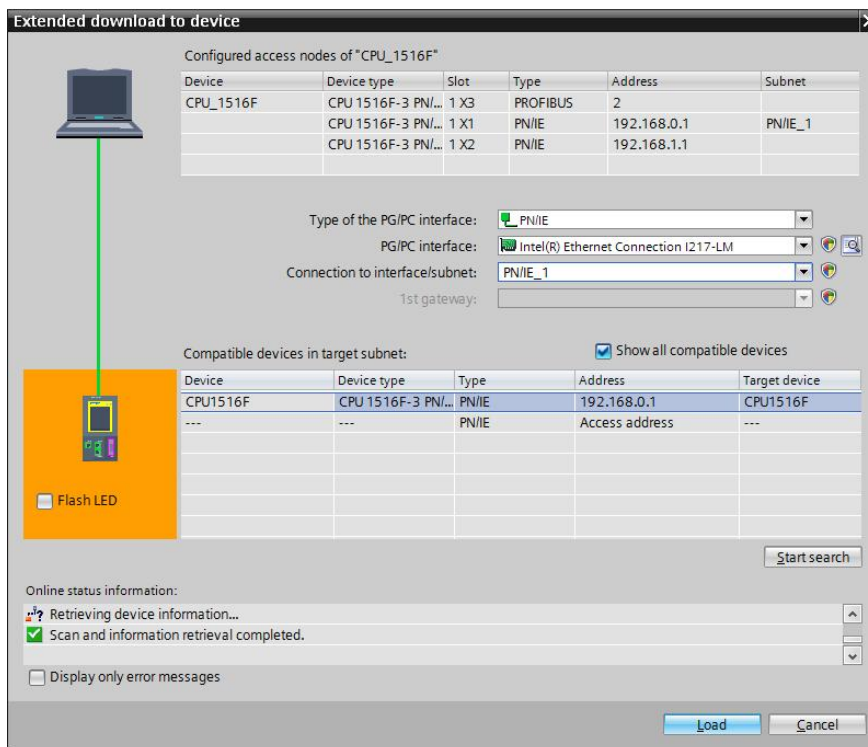 Extended download to device
Configured access nodes of "CPU_1516F"
Device Device type Slot Type Address Subnet
CPU_1516F CPU 1516F-3 PN/... 1 X3 PROFIBUS 2
CPU 1516F-3 PN/... 1 X1 PN/IE 192.168.0.1 PN/IE_1
CPU 1516F-3 PN/... 1 X2 PN/IE 192.168.1.1
Type of the PG/PC interface: PN/IE
PG/PC interface: Intel(R) Ethernet Connection I217-LM
Connection to interface/subnet: PN/IE_1
1st gateway:
Compatible devices in target subnet: Show all compatible devices
Device Device type Type Address Target device
CPU1516F CPU 1516F-3 PN/... PN/IE 192.168.0.1 CPU1516F
--- --- PN/IE Access address ---
Flash LED
Start search
Online status information:
Retrieving device information...
Scan and information retrieval completed.
Display only error messages
Load Cancel